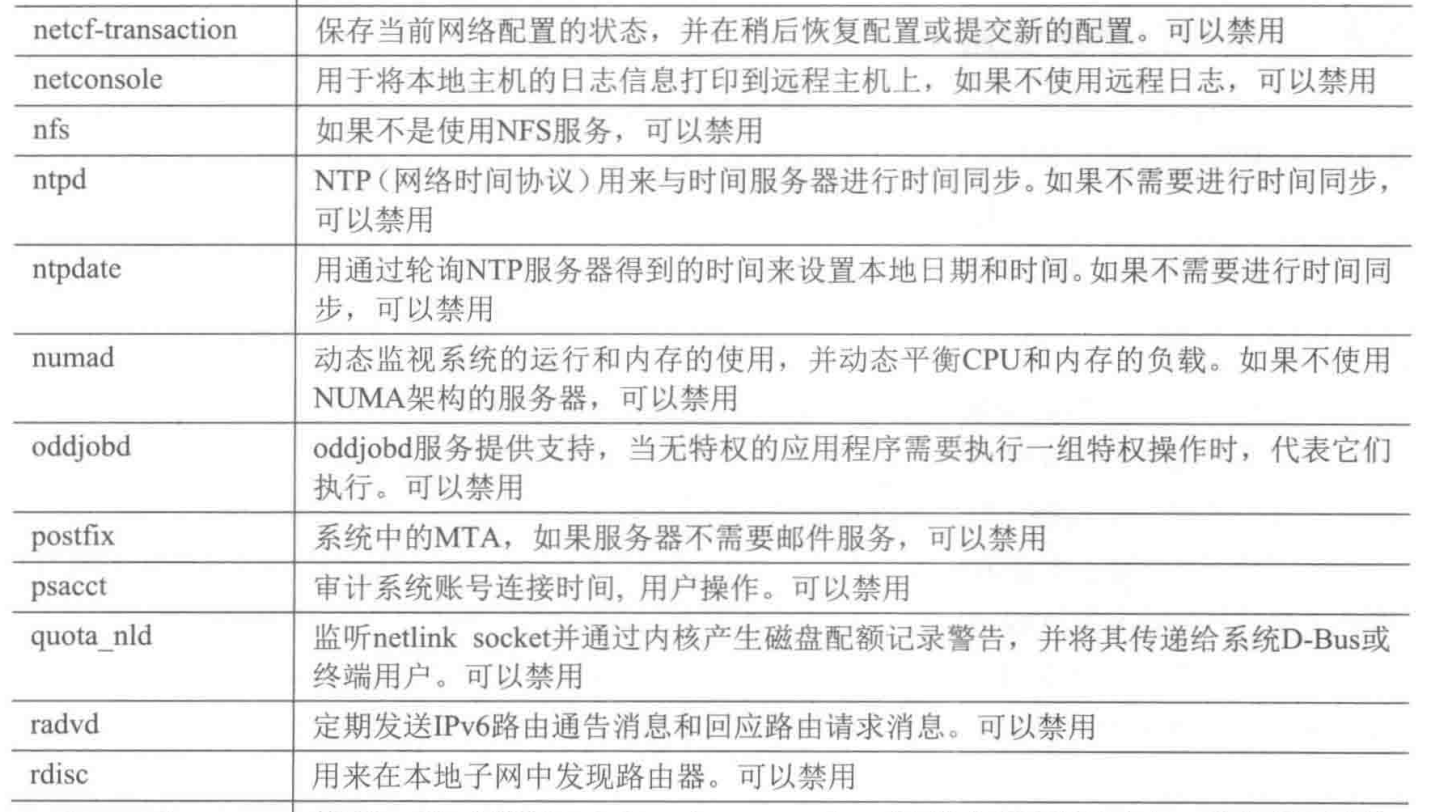 netcf-transaction 保存当前网络配置的状态，并在稍后恢复配置或提交新的配置。可以禁用
netconsole 用于将本地主机的日志信息打印到远程主机上，如果不使用远程日志，可以禁用
nfs 如果不是使用NFS服务，可以禁用
ntpd NTP（网络时间协议）用来与时间服务器进行时间同步。如果不需要进行时间同步，
可以禁用
ntpdate 用通过轮询NTP服务器得到的时间来设置本地日期和时间。如果不需要进行时间同
步，可以禁用
numad 动态监视系统的运行和内存的使用，并动态平衡CPU和内存的负载。如果不使用
NUMA架构的服务器，可以禁用
oddjobd oddjobd服务提供支持，当无特权的应用程序需要执行一组特权操作时，代表它们
执行。可以禁用
postfix 系统中的MTA，如果服务器不需要邮件服务，可以禁用
psacct 审计系统账号连接时间, 用户操作。可以禁用
quota_nld 监听netlink socket并通过内核产生磁盘配额记录警告，并将其传递给系统D-Bus或
终端用户。可以禁用
radvd 定期发送IPv6路由通告消息和回应路由请求消息。可以禁用
rdisc 用来在本地子网中发现路由器。可以禁用